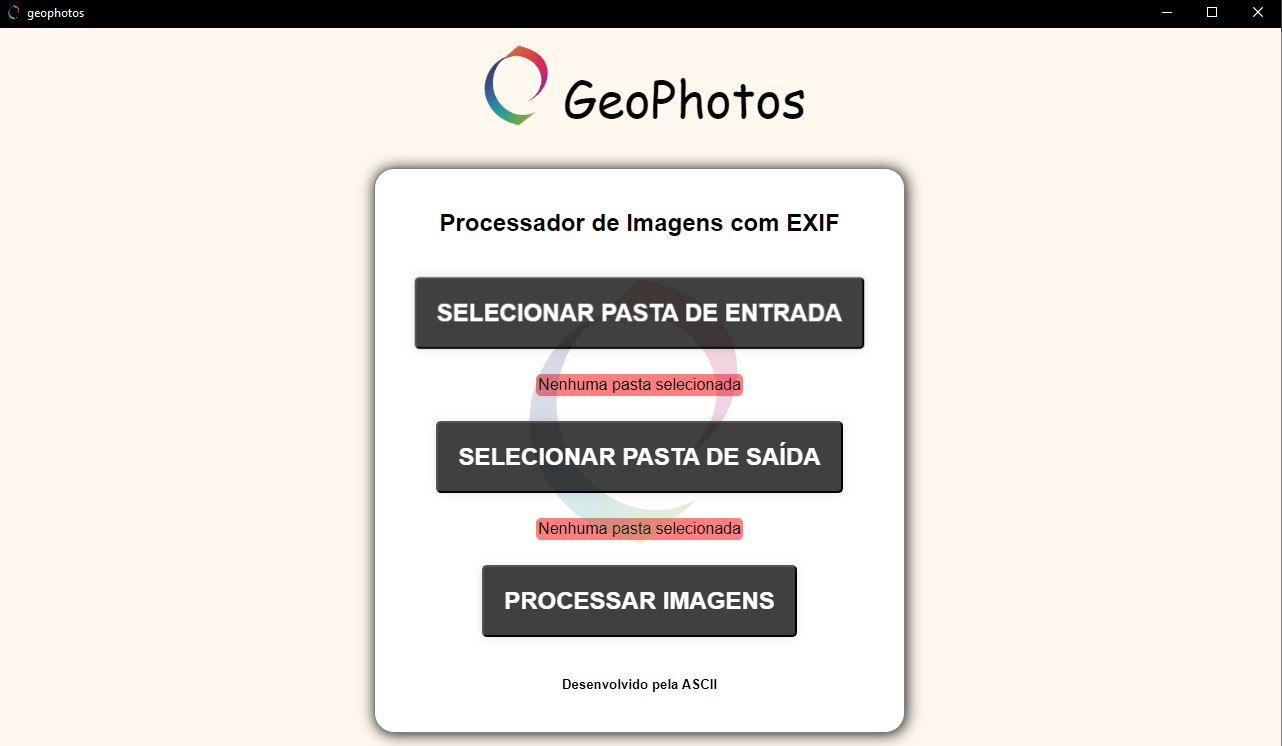 geophotos
GeoPhotos
Processador de Imagens com EXIF
SELECIONAR PASTA DE ENTRADA
Nenhuma pasta selecionada
SELECIONAR PASTA DE SAÍDA
Nenhuma pasta selecionada
PROCESSAR IMAGENS
Desenvolvido pela ASCII